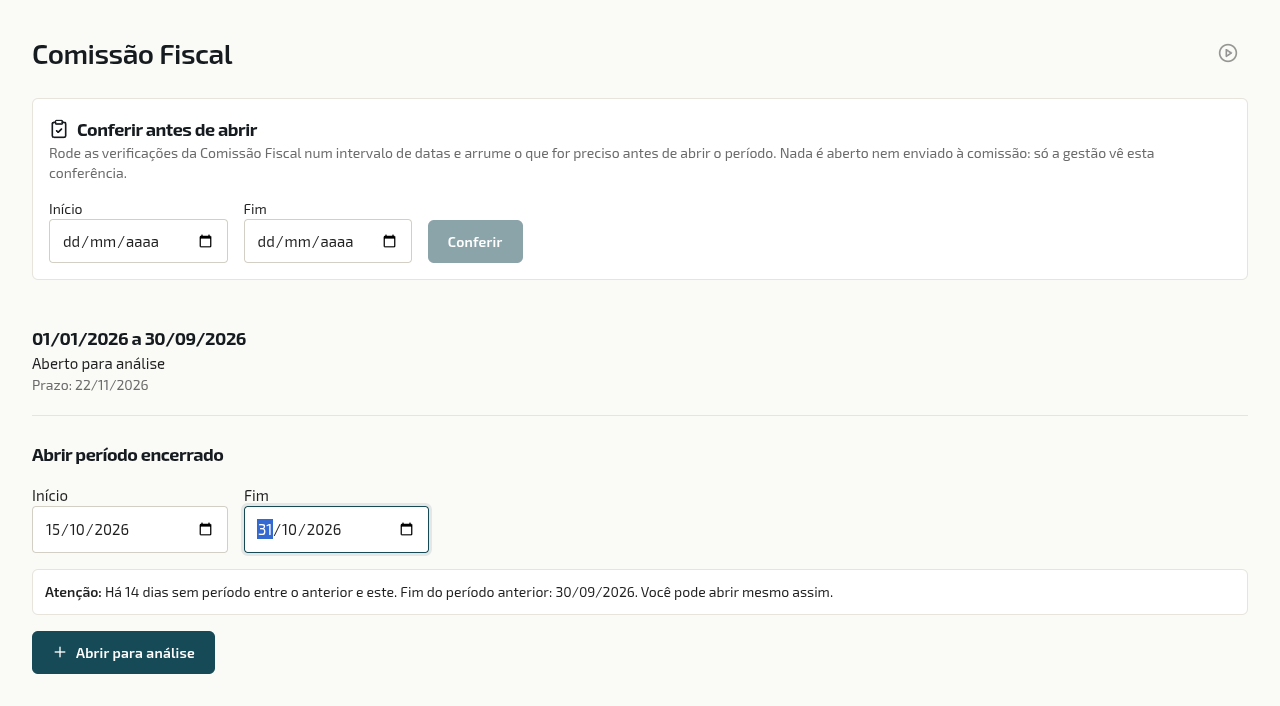 Comissão Fiscal
Conferir antes de abrir
Rode as verificações da Comissão Fiscal num intervalo de datas e arrume o que for preciso antes de abrir o período. Nada é aberto nem enviado à comissão: só a gestão vê esta
conferência.
Início
Fim
dd/mm/aaaa
dd/mm/aaaa
Conferir
01/01/2026 a 30/09/2026
Aberto para análise
Prazo: 22/11/2026
Abrir período encerrado
Início
Fim
15/10/2026
31/10/2026
Atenção: Há 14 dias sem período entre o anterior e este. Fim do período anterior: 30/09/2026. Você pode abrir mesmo assim.
Abrir para análise